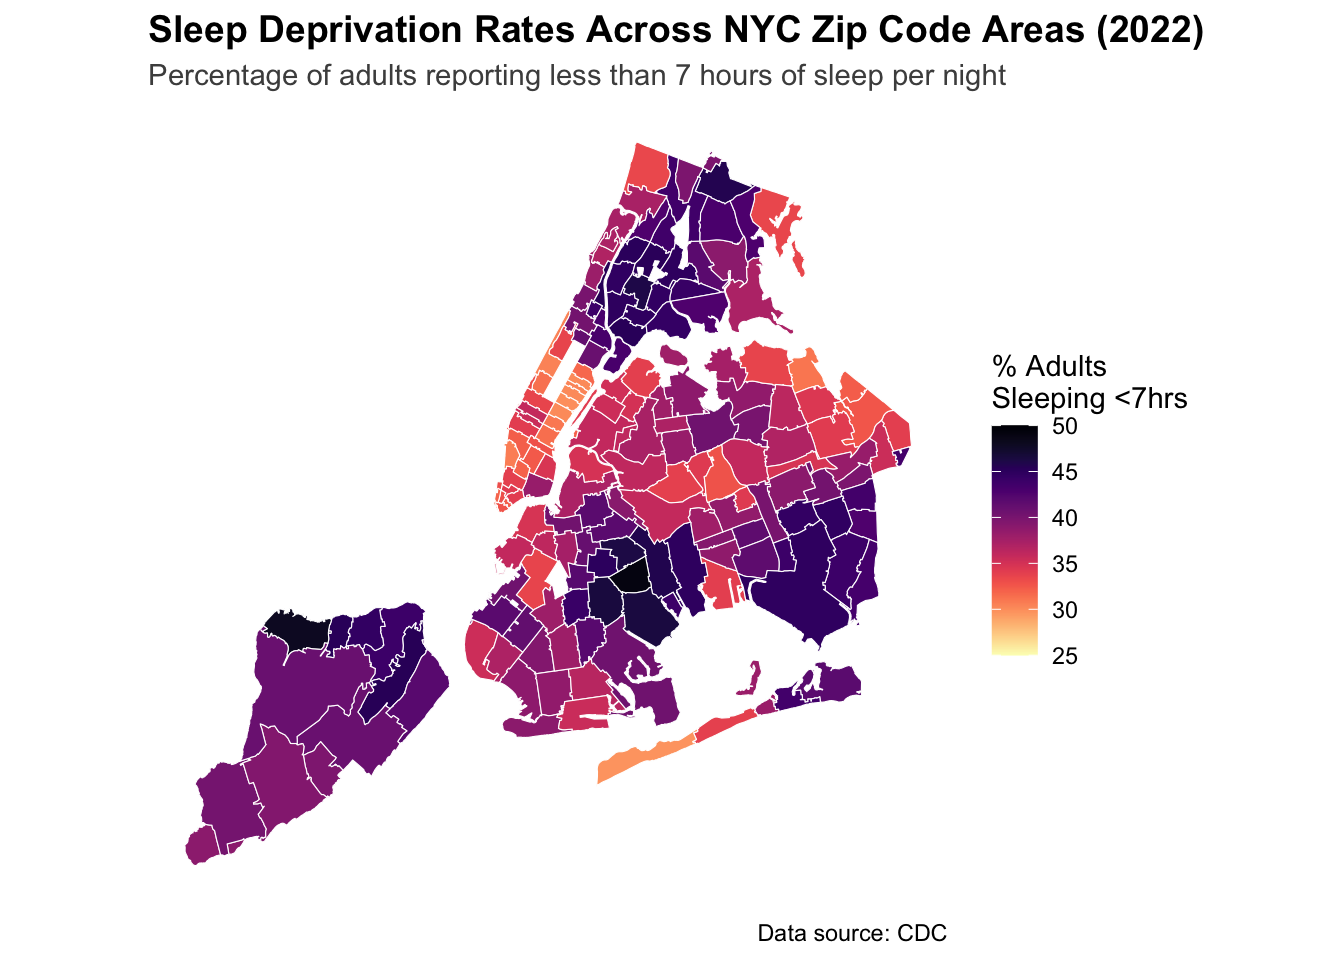 Sleep Deprivation Rates Across NYC Zip Code Areas (2022)
Percentage of adults reporting less than 7 hours of sleep per night
% Adults
Sleeping <7hrs
50
45
40
35
30
25
Data source: CDC